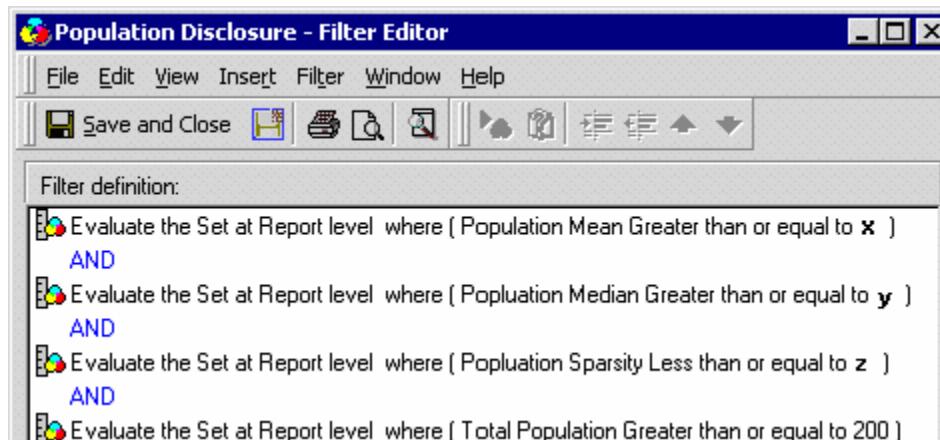 Population Disclosure - Filter Editor
File Edit View Insert Filter Window Help
Save and Close
Filter definition:
Evaluate the Set at Report level where ( Population Mean Greater than or equal to x )
AND
Evaluate the Set at Report level where ( Popluation Median Greater than or equal to y )
AND
Evaluate the Set at Report level where ( Popluation Sparsity Less than or equal to z )
AND
Evaluate the Set at Report level where ( Total Population Greater than or equal to 200 )